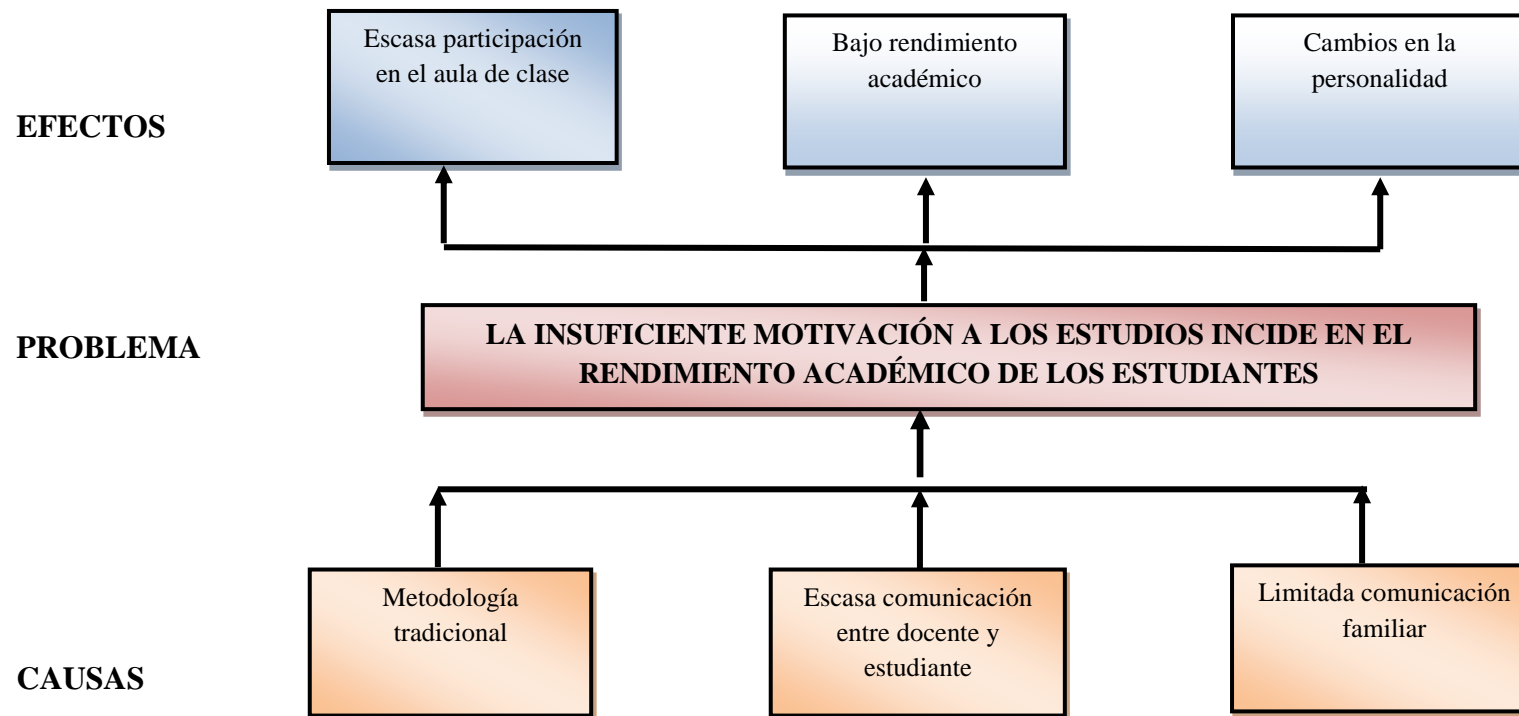 Escasa participación
en el aula de clase
Bajo rendimiento
académico
Cambios en la
personalidad
EFECTOS
PROBLEMA
LA INSUFICIENTE MOTIVACIÓN A LOS ESTUDIOS INCIDE EN EL
RENDIMIENTO ACADÉMICO DE LOS ESTUDIANTES
Metodología
tradicional
Escasa comunicación
entre docente y
estudiante
Limitada comunicación
familiar
CAUSAS